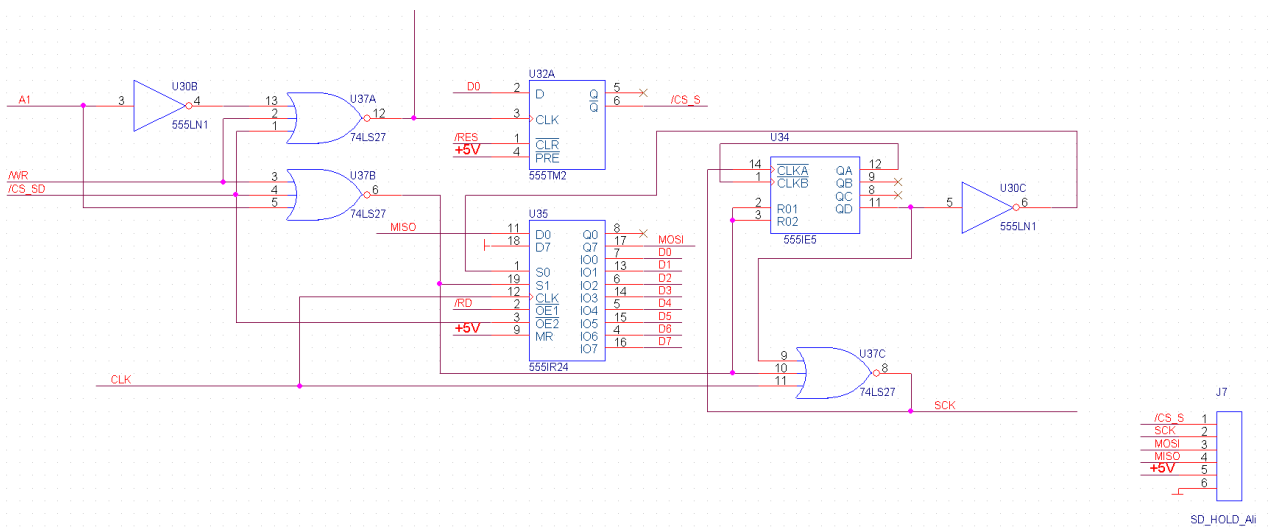 A1
3
U30B
4
555LN1
13
2
1
U37A
12
74LS27
/WR
/CS_SD
3
4
5
U37B
6
74LS27
U32A
D0
2 D Q 5
Q 6 /CS_S
3 CLK
/RES 1 CLR
+5V 4 PRE
555TM2
U34
14 CLKA QA 12
1 CLKB QB 9
QC 8
QD 11
2 R01
3 R02
555IE5
5
U30C
6
555LN1
U35
MISO 11 D0 Q0 8
18 D7 Q7 17 MOSI
IO0 7 D0
1 S0 IO1 13 D1
19 S1 IO2 6 D2
12 CLK IO3 14 D3
/RD 2 OE1 IO4 5 D4
3 OE2 IO5 15 D5
+5V 9 MR IO6 4 D6
IO7 16 D7
555IR24
CLK
9
10
11
U37C
8
74LS27
SCK
J7
/CS_S 1
SCK 2
MOSI 3
MISO 4
+5V 5
6
SD_HOLD_Ali